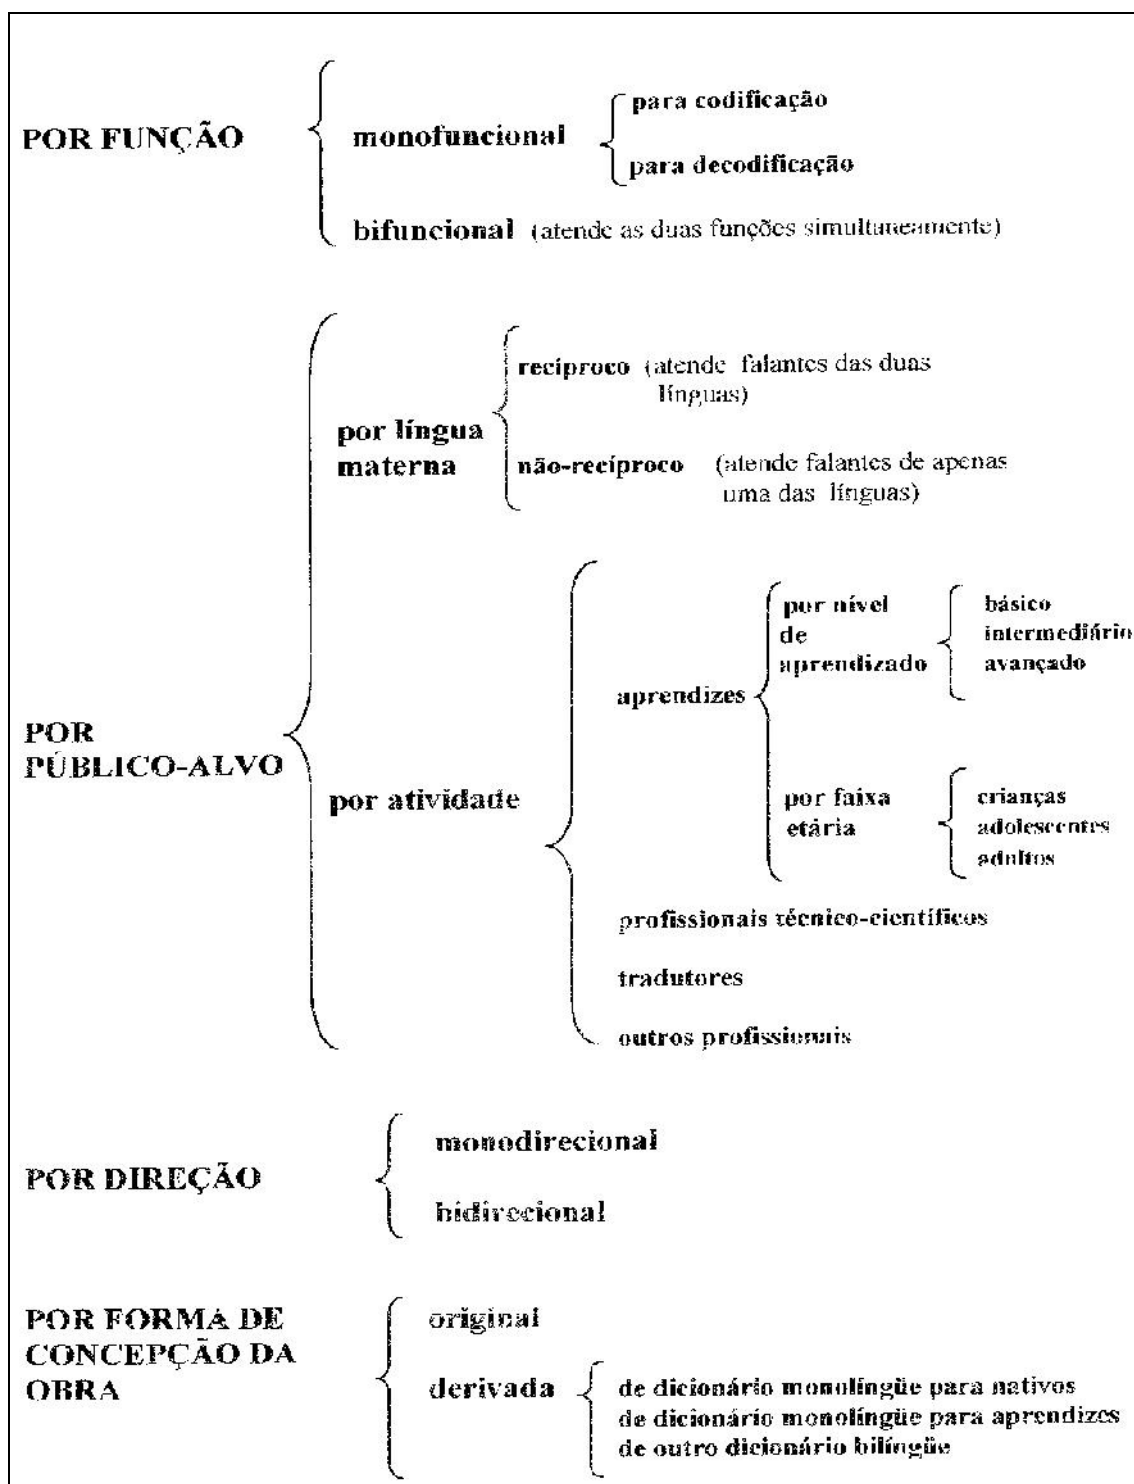 POR FUNÇÃO
monofuncional
para codificação
para decodificação
bifuncional (atende as duas funções simultaneamente)
POR
PÚBLICO-ALVO
por língua
materna
recíproco (atende falantes das duas
línguas)
não-recíproco (atende falantes de apenas
uma das línguas)
por atividade
aprendizes
por nível
de
aprendizado
básico
intermediário
avançado
por faixa
etária
crianças
adolescentes
adultos
profissionais técnico-científicos
tradutores
outros profissionais
POR DIREÇÃO
monodirecional
bidirecional
POR FORMA DE
CONCEPÇÃO DA
OBRA
original
derivada
de dicionário monolíngüe para nativos
de dicionário monolíngüe para aprendizes
de outro dicionário bilíngüe